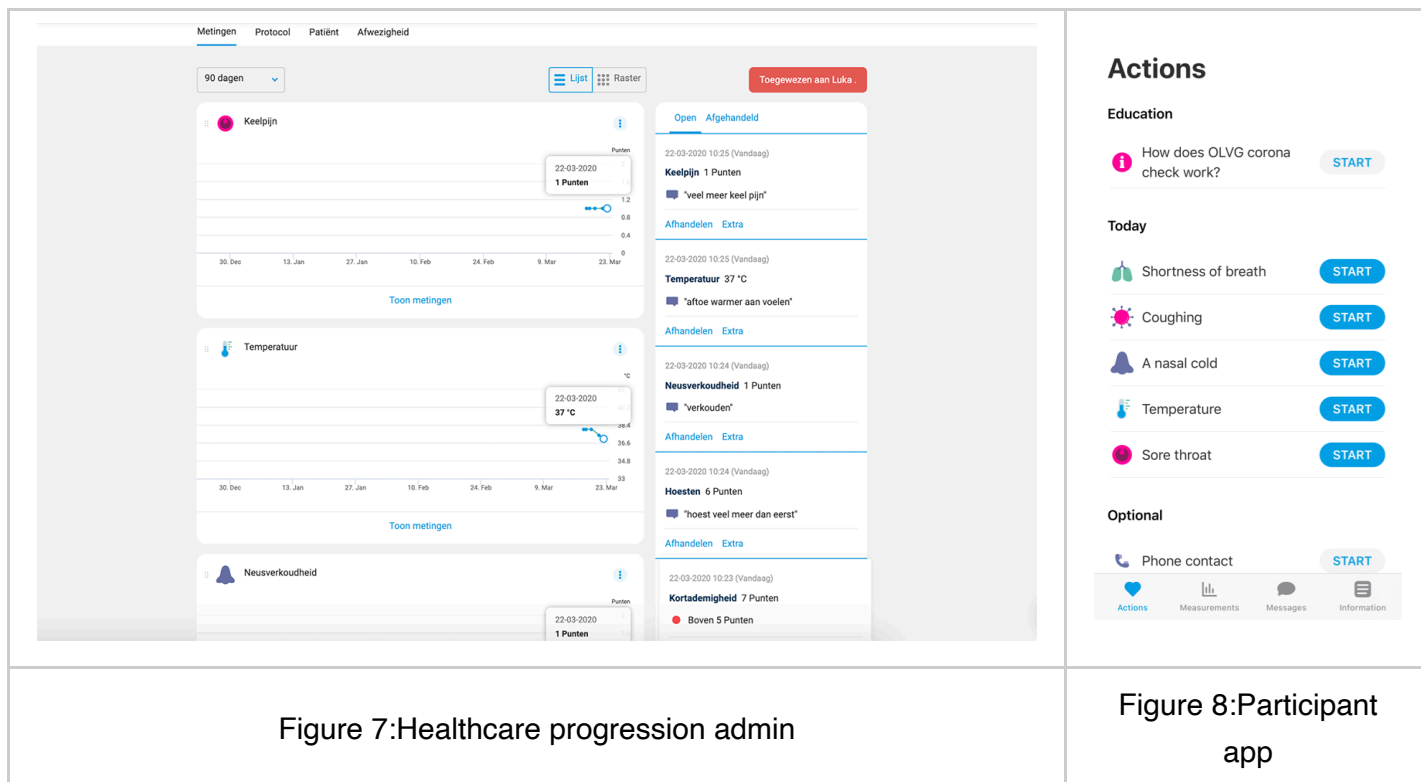 Metingen Protocol Patiënt Afwezigheid
90 dagen
Lijst Raster
Toegewezen aan Luka .
Keelpijn
Punten
22-03-2020
1 Punten
1.2
0.8
0.4
0
30. Dec 13. Jan 27. Jan 10. Feb 24. Feb 9. Mar 23. Mar
Toon metingen
Temperatuur
°C
22-03-2020
37 °C
38.4
36.6
34.8
33
30. Dec 13. Jan 27. Jan 10. Feb 24. Feb 9. Mar 23. Mar
Toon metingen
Neusverkoudheid
Punten
22-03-2020
1 Punten
Open Afgehandeld
22-03-2020 10:25 (Vandaag)
Keelpijn 1 Punten
"veel meer keel pijn"
Afhandelen Extra
22-03-2020 10:25 (Vandaag)
Temperatuur 37 °C
"aftoe warmer aan voelen"
Afhandelen Extra
22-03-2020 10:24 (Vandaag)
Neusverkoudheid 1 Punten
"verkouden"
Afhandelen Extra
22-03-2020 10:24 (Vandaag)
Hoesten 6 Punten
"hoest veel meer dan eerst"
Afhandelen Extra
22-03-2020 10:23 (Vandaag)
Kortademigheid 7 Punten
Boven 5 Punten
Actions
Education
How does OLVG corona
check work?
START
Today
Shortness of breath START
Coughing START
A nasal cold START
Temperature START
Sore throat START
Optional
Phone contact START
Actions Measurements Messages Information
Figure 7:Healthcare progression admin
Figure 8:Participant
app